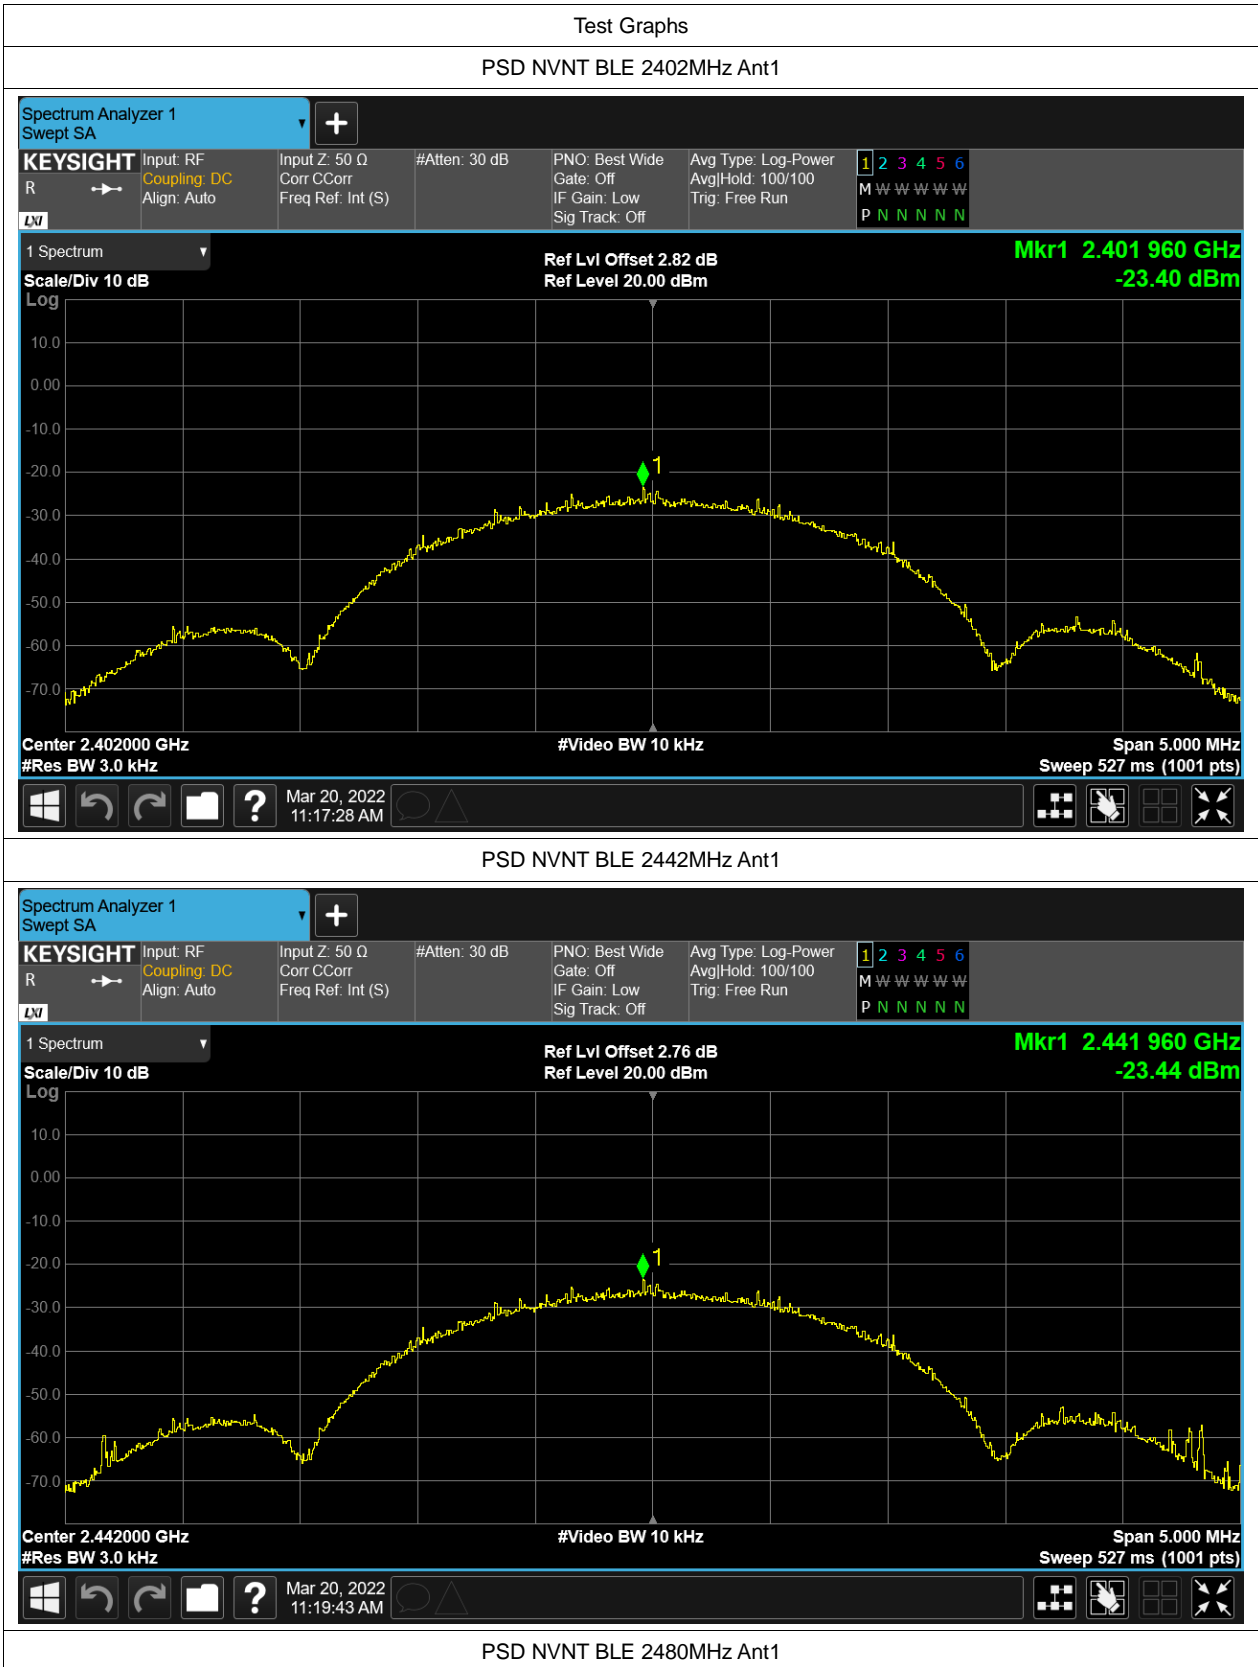 Test Graphs
PSD NVNT BLE 2402MHz Ant1
Spectrum Analyzer 1
Swept SA
+
KEYSIGHT Input: RF Input Z: 50 Ω #Atten: 30 dB PNO: Best Wide Avg Type: Log-Power 1 2 3 4 5 6
R Coupling: DC Corr CCorr Gate: Off Avg|Hold: 100/100 M W W W W W
Align: Auto Freq Ref: Int (S) IF Gain: Low Trig: Free Run
LXI Sig Track: Off P N N N N N
1 Spectrum Ref Lvl Offset 2.82 dB Mkr1 2.401 960 GHz
Scale/Div 10 dB Ref Level 20.00 dBm -23.40 dBm
Log
10.0
0.00
-10.0
-20.0
1
-30.0
-40.0
-50.0
-60.0
-70.0
Center 2.402000 GHz #Video BW 10 kHz Span 5.000 MHz
#Res BW 3.0 kHz Sweep 527 ms (1001 pts)
? Mar 20, 2022
11:17:28 AM
PSD NVNT BLE 2442MHz Ant1
Spectrum Analyzer 1
Swept SA
+
KEYSIGHT Input: RF Input Z: 50 Ω #Atten: 30 dB PNO: Best Wide Avg Type: Log-Power 1 2 3 4 5 6
R Coupling: DC Corr CCorr Gate: Off Avg|Hold: 100/100 M W W W W W
Align: Auto Freq Ref: Int (S) IF Gain: Low Trig: Free Run
LXI Sig Track: Off P N N N N N
1 Spectrum Ref Lvl Offset 2.76 dB Mkr1 2.441 960 GHz
Scale/Div 10 dB Ref Level 20.00 dBm -23.44 dBm
Log
10.0
0.00
-10.0
1
-20.0
-30.0
-40.0
-50.0
-60.0
-70.0
Center 2.442000 GHz #Video BW 10 kHz Span 5.000 MHz
#Res BW 3.0 kHz Sweep 527 ms (1001 pts)
? Mar 20, 2022
11:19:43 AM
PSD NVNT BLE 2480MHz Ant1